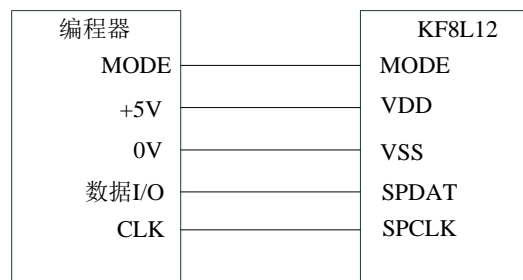 编程器
MODE
+5V
0V
数据I/O
CLK
KF8L12
MODE
VDD
VSS
SPDAT
SPCLK